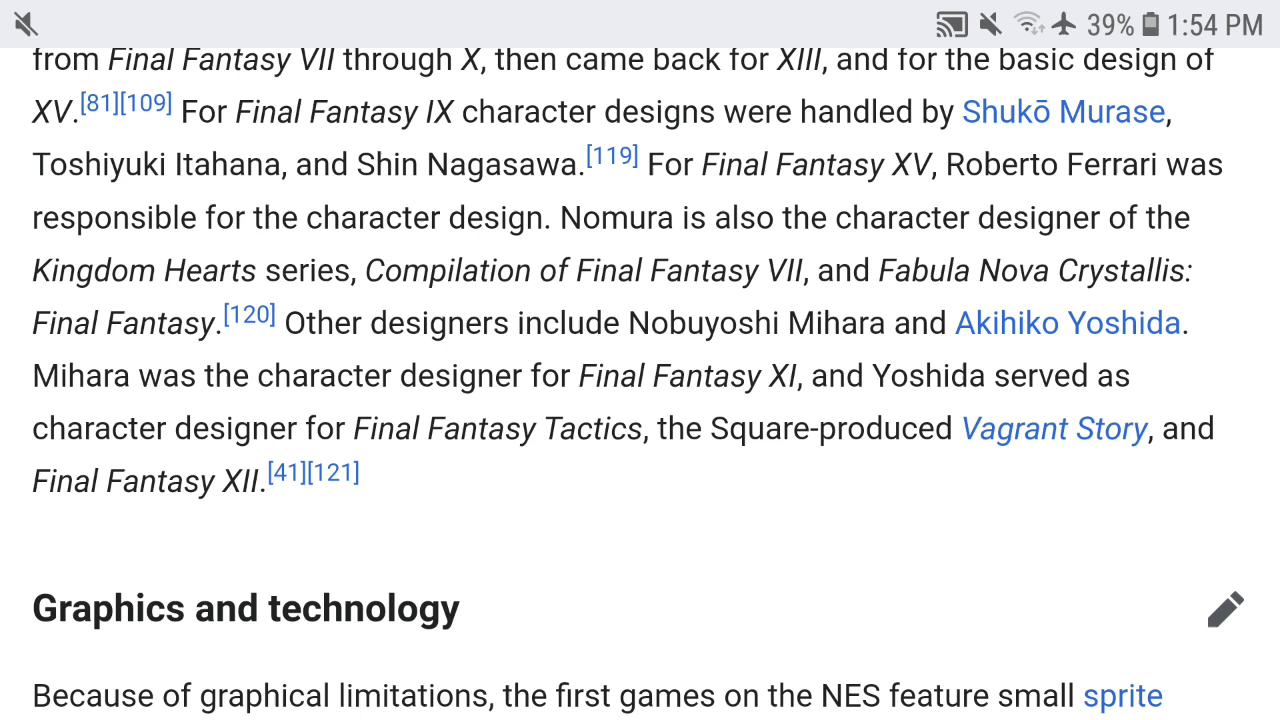 39% 1:54 PM
from Final Fantasy VII through X, then came back for XIII, and for the basic design of
XV.[81][109] For Final Fantasy IX character designs were handled by Shukō Murase,
Toshiyuki Itahana, and Shin Nagasawa.[119] For Final Fantasy XV, Roberto Ferrari was
responsible for the character design. Nomura is also the character designer of the
Kingdom Hearts series, Compilation of Final Fantasy VII, and Fabula Nova Crystallis:
Final Fantasy.[120] Other designers include Nobuyoshi Mihara and Akihiko Yoshida.
Mihara was the character designer for Final Fantasy XI, and Yoshida served as
character designer for Final Fantasy Tactics, the Square-produced Vagrant Story, and
Final Fantasy XII.[41][121]
Graphics and technology
Because of graphical limitations, the first games on the NES feature small sprite